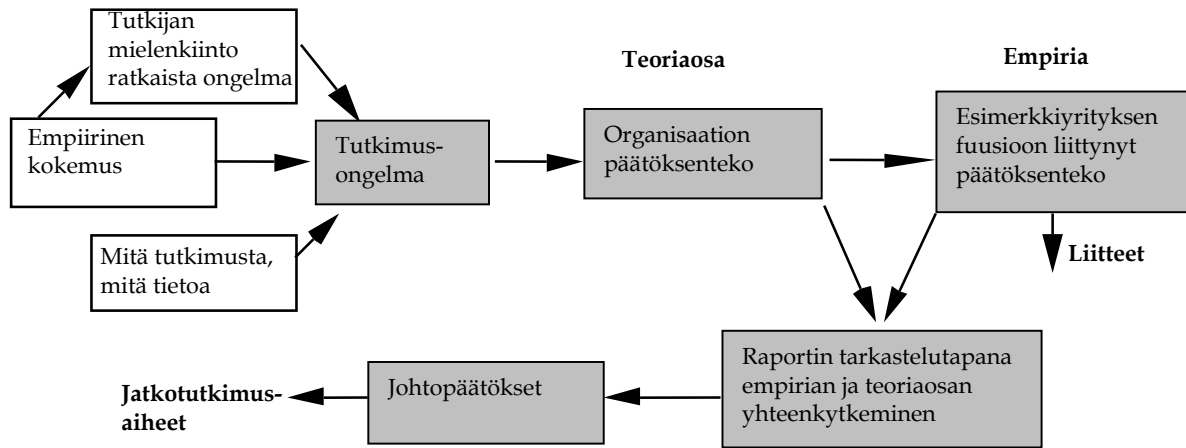 Tutkijan
mielenkiinto
ratkaista ongelma
Teoriaosa
Empiria
Empiirinen
kokemus
Tutkimus-
ongelma
Organisaation
päätöksenteko
Esimerkkiyrityksen
fuusioon liittynyt
päätöksenteko
Mitä tutkimusta,
mitä tietoa
Liitteet
Raportin tarkastelutapana
empirian ja teoriaosan
yhteenkytkeminen
Johtopäätökset
Jatkotutkimus-
aiheet